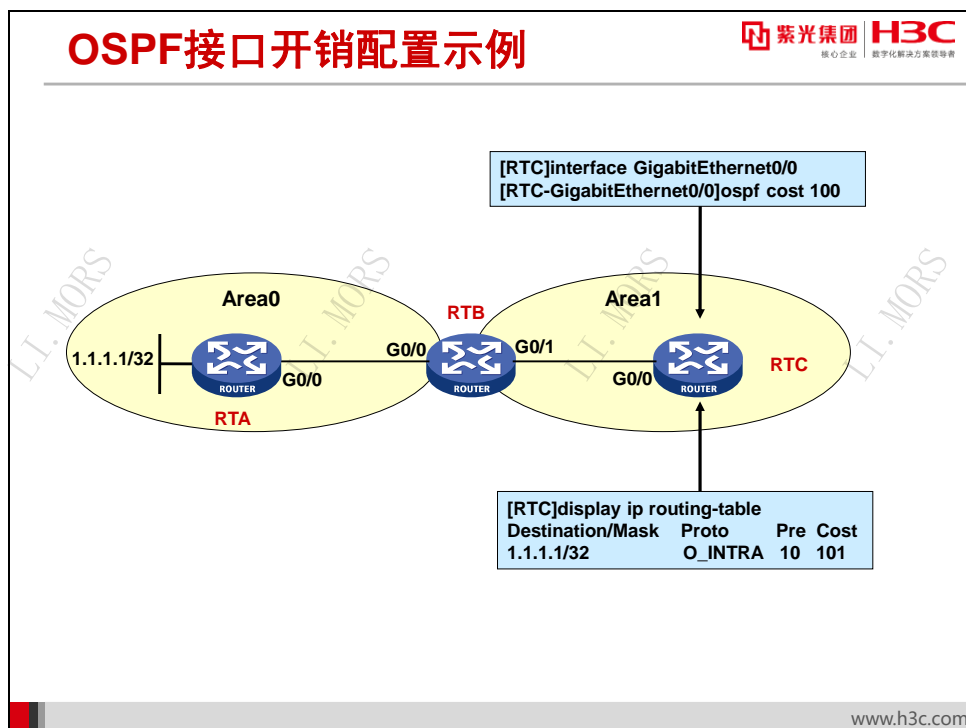 OSPF接口开销配置示例
紫光集团
核心企业
H3C
数字化解决方案领导者
[RTC]interface GigabitEthernet0/0
[RTC-GigabitEthernet0/0]ospf cost 100
LI. MORS
LI. MORS
LI. MORS
LI. MORS
Area0
Area1
RTB
1.1.1.1/32
G0/0
G0/0
G0/1
G0/0
RTC
ROUTER
ROUTER
ROUTER
RTA
[RTC]display ip routing-table
Destination/Mask Proto Pre Cost
1.1.1.1/32 O_INTRA 10 101
www.h3c.com